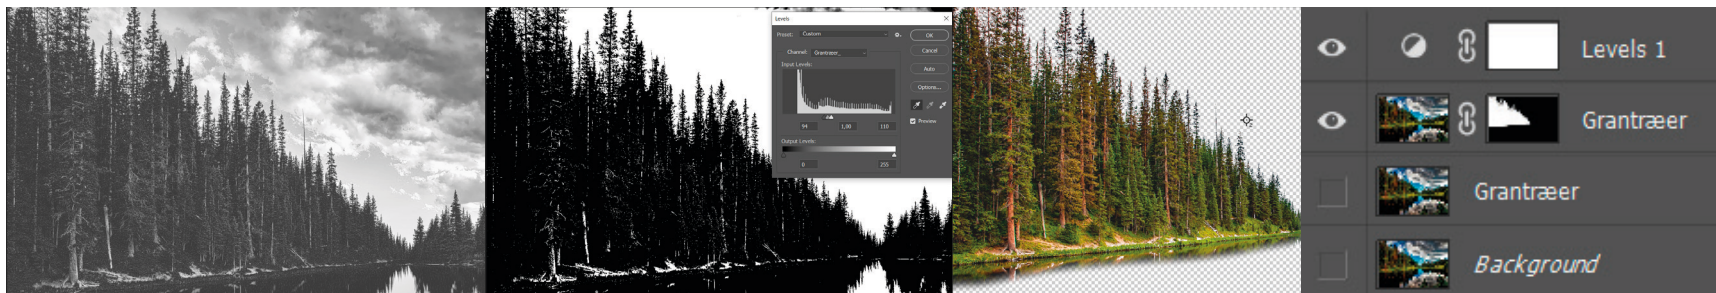 Levels
Preset: Custom
OK
Channel: Grantræer_
Cancel
Input Levels:
Auto
Options...
94 1,00 110
Preview
Output Levels:
0 255
Levels 1
Grantræer
Grantræer
Background